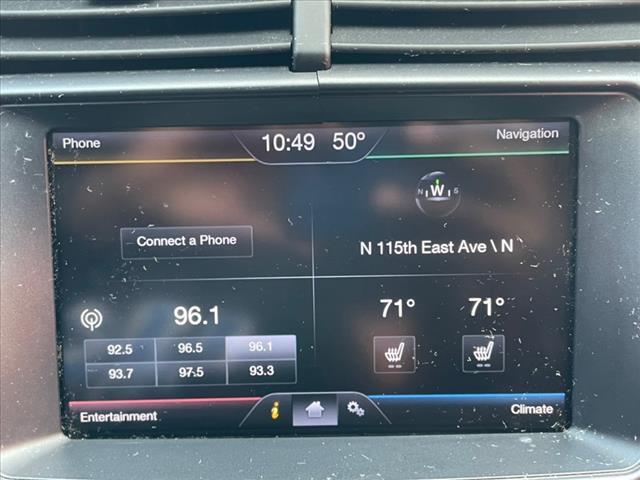 Phone
10:49 50°
Navigation
N W S
Connect a Phone
N 115th East Ave \ N
96.1
71° 71°
92.5 96.5 96.1
93.7 97.5 93.3
Entertainment
i
Climate